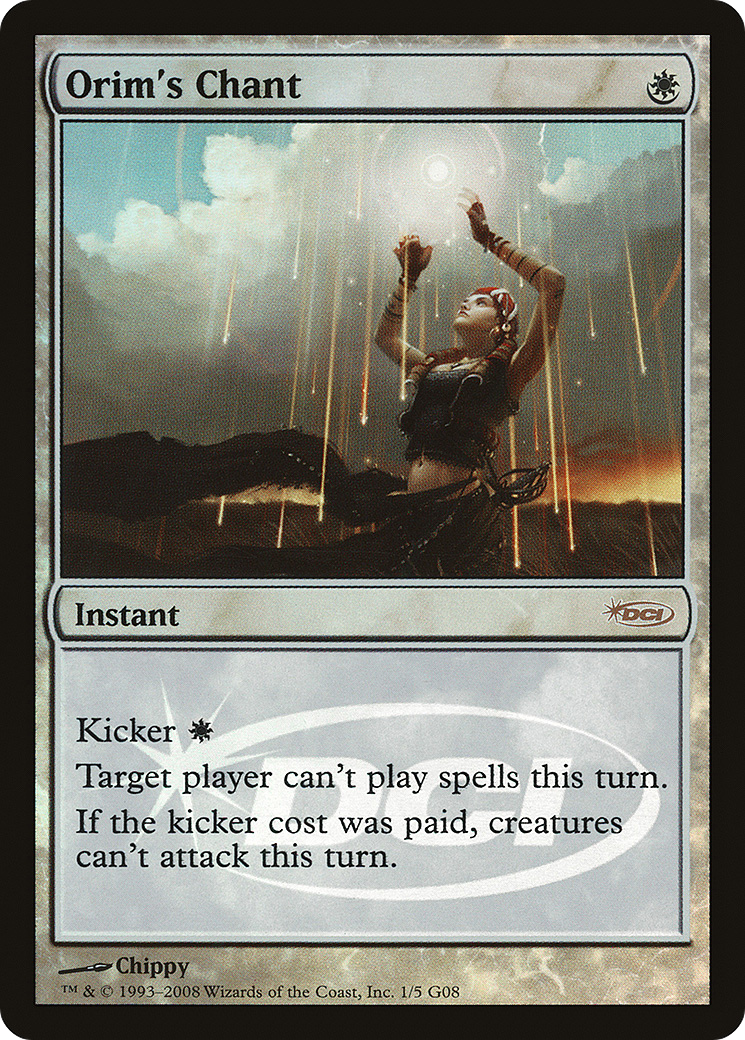 Orim's Chant
Instant
DCI
Kicker
Target player can't play spells this turn.
If the kicker cost was paid, creatures
can't attack this turn.
DCI
Chippy
™ & © 1993–2008 Wizards of the Coast, Inc. 1/5 G08